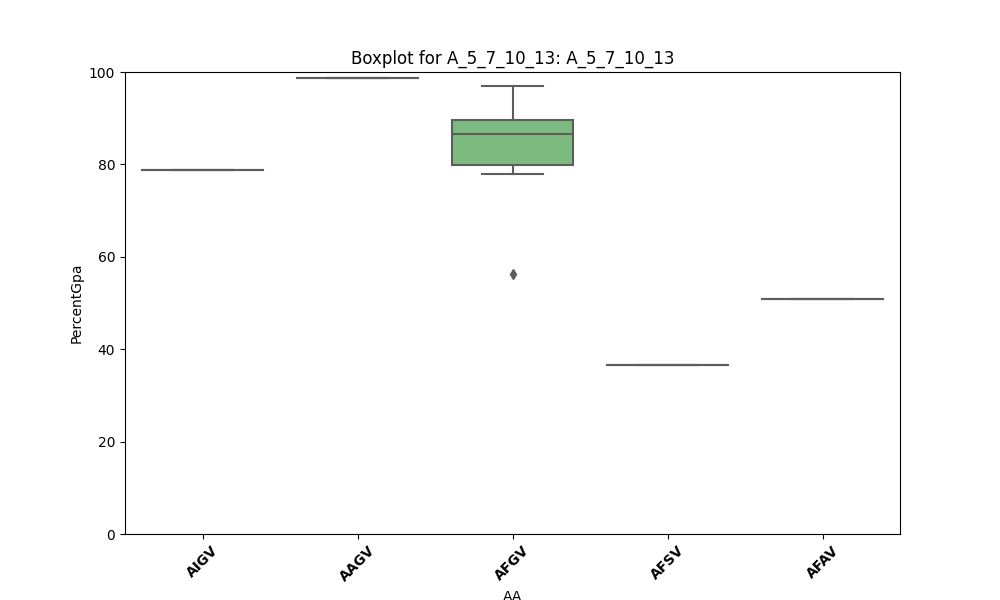 Boxplot for A_5_7_10_13: A_5_7_10_13
100
80
60
40
20
0
PercentGpa
AIGV
AAGV
AFGV
AFSV
AFAV
AA